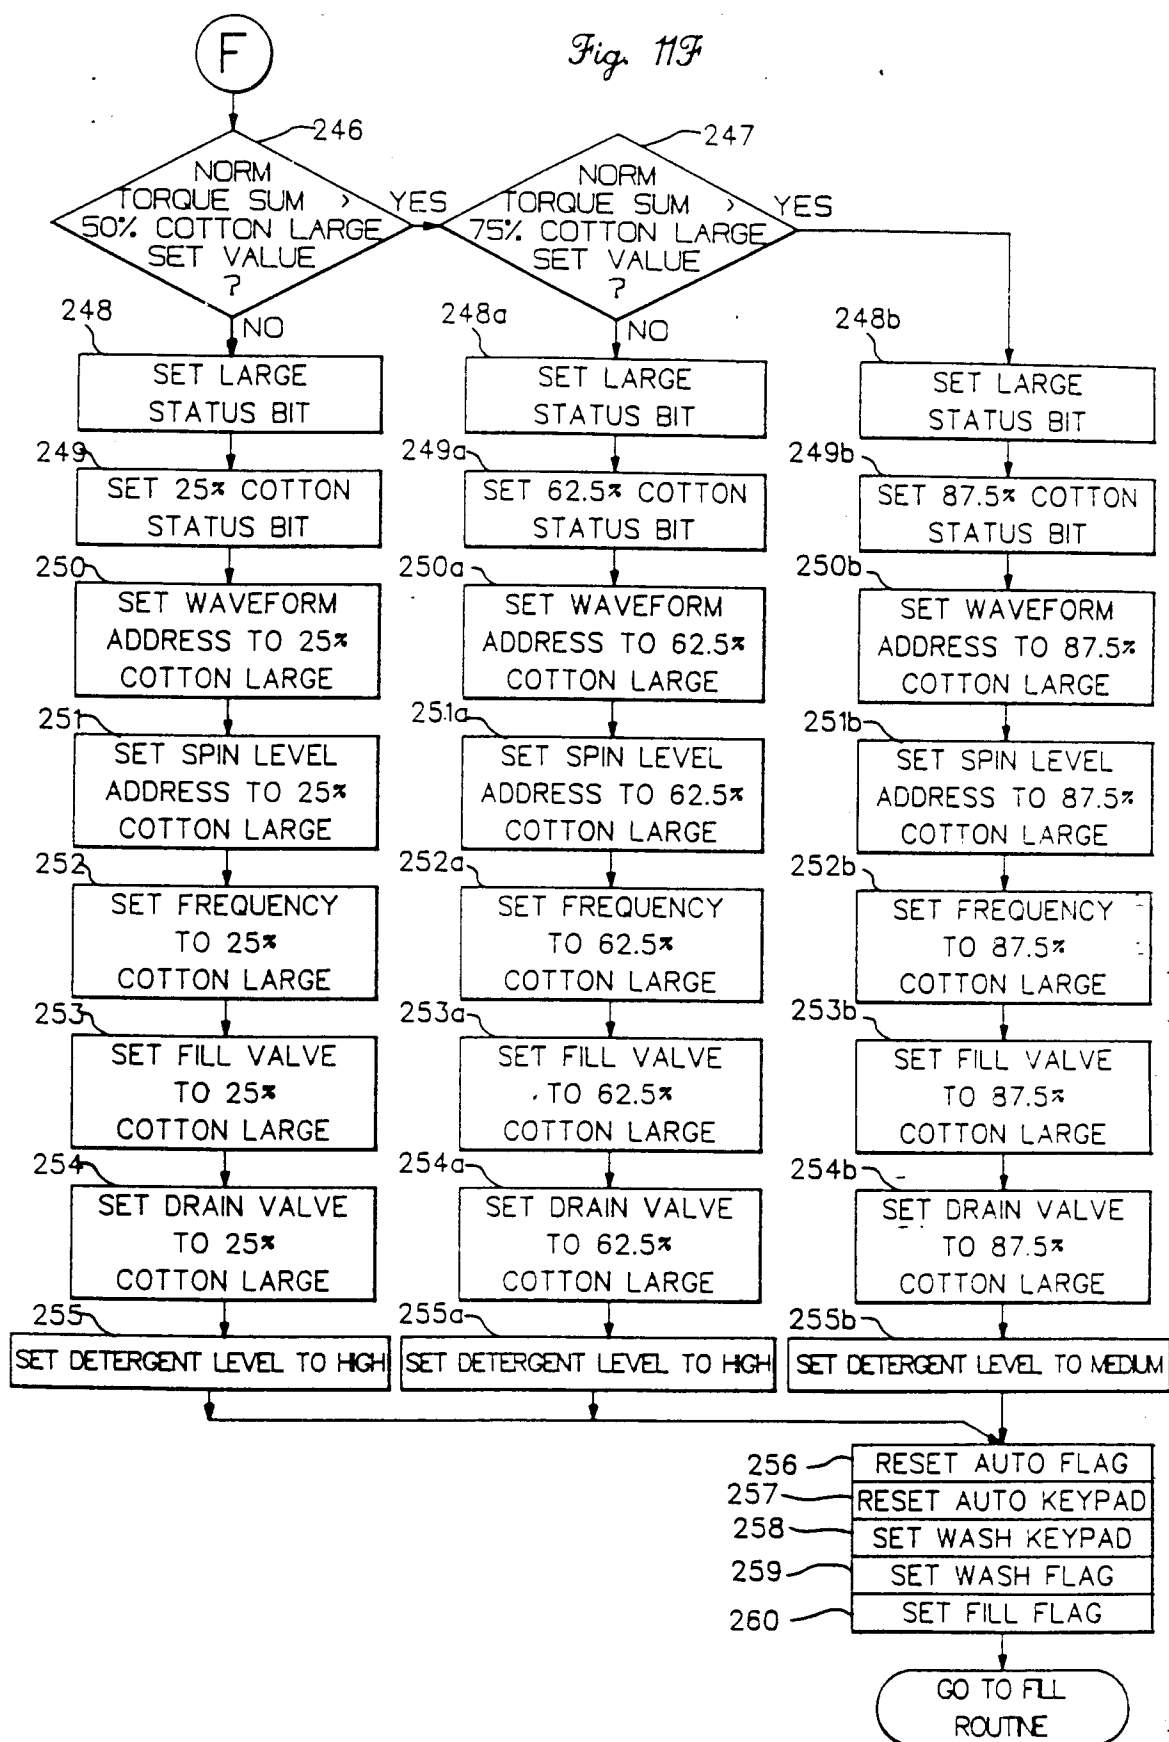 F
Fig. 11F
246
NORM
TORQUE SUM >
50% COTTON LARGE
SET VALUE
?
YES
NO
247
NORM
TORQUE SUM >
75% COTTON LARGE
SET VALUE
?
YES
NO
248
SET LARGE
STATUS BIT
249
SET 25% COTTON
STATUS BIT
250
SET WAVEFORM
ADDRESS TO 25%
COTTON LARGE
251
SET SPIN LEVEL
ADDRESS TO 25%
COTTON LARGE
252
SET FREQUENCY
TO 25%
COTTON LARGE
253
SET FILL VALVE
TO 25%
COTTON LARGE
254
SET DRAIN VALVE
TO 25%
COTTON LARGE
255
SET DETERGENT LEVEL TO HIGH
248a
SET LARGE
STATUS BIT
249a
SET 62.5% COTTON
STATUS BIT
250a
SET WAVEFORM
ADDRESS TO 62.5%
COTTON LARGE
251a
SET SPIN LEVEL
ADDRESS TO 62.5%
COTTON LARGE
252a
SET FREQUENCY
TO 62.5%
COTTON LARGE
253a
SET FILL VALVE
TO 62.5%
COTTON LARGE
254a
SET DRAIN VALVE
TO 62.5%
COTTON LARGE
255a
SET DETERGENT LEVEL TO HIGH
248b
SET LARGE
STATUS BIT
249b
SET 87.5% COTTON
STATUS BIT
250b
SET WAVEFORM
ADDRESS TO 87.5%
COTTON LARGE
251b
SET SPIN LEVEL
ADDRESS TO 87.5%
COTTON LARGE
252b
SET FREQUENCY
TO 87.5%
COTTON LARGE
253b
SET FILL VALVE
TO 87.5%
COTTON LARGE
254b
SET DRAIN VALVE
TO 87.5%
COTTON LARGE
255b
SET DETERGENT LEVEL TO MEDIUM
256
RESET AUTO FLAG
257
RESET AUTO KEYPAD
258
SET WASH KEYPAD
259
SET WASH FLAG
260
SET FILL FLAG
GO TO FILL
ROUTINE